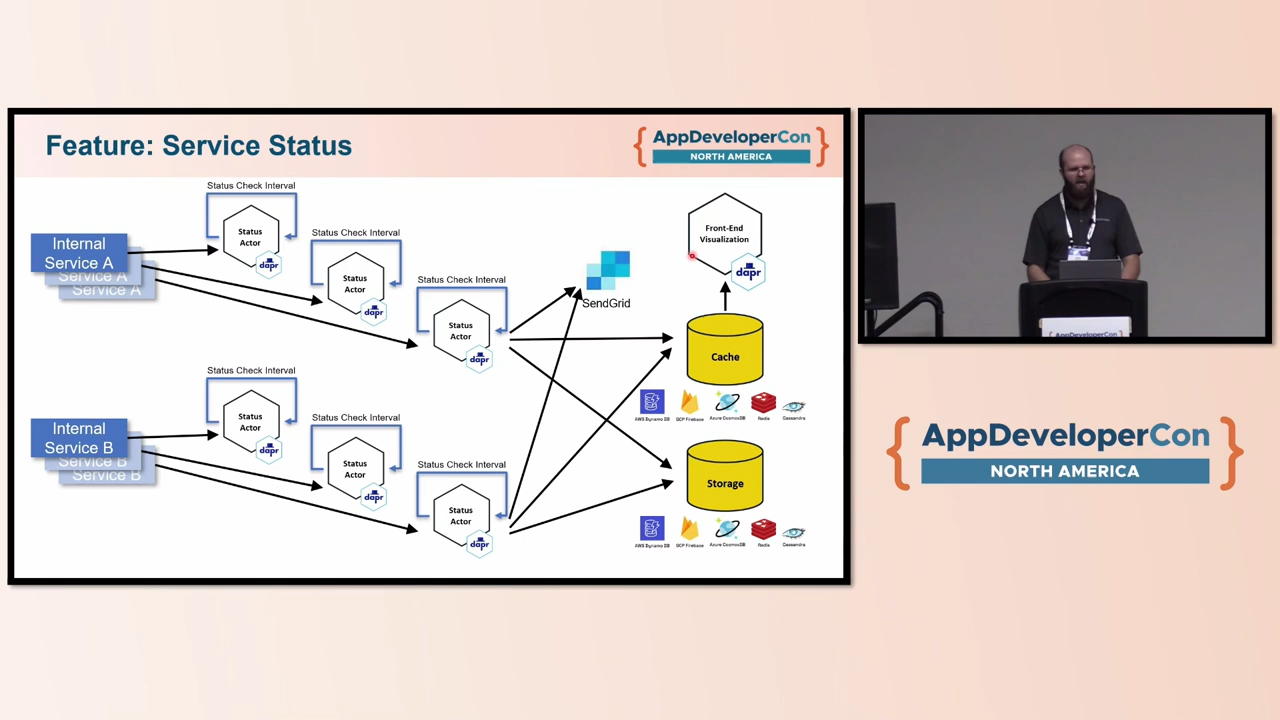 Feature: Service Status
AppDeveloperCon
NORTH AMERICA
Status Check Interval
Status
Actor
dapr
Status Check Interval
Status
Actor
dapr
Status Check Interval
Status
Actor
dapr
Internal
Service A
Service A
Service A
SendGrid
Front-End
Visualization
dapr
Cache
AWS Dynamo DB
GCP Firebase
Azure CosmosDB
Redis
Cassandra
Status Check Interval
Status
Actor
dapr
Status Check Interval
Status
Actor
dapr
Status Check Interval
Status
Actor
dapr
Internal
Service B
Service B
Service B
Storage
AWS Dynamo DB
GCP Firebase
Azure CosmosDB
Redis
Cassandra
AppDeveloperCon
AppDeveloperCon
NORTH AMERICA